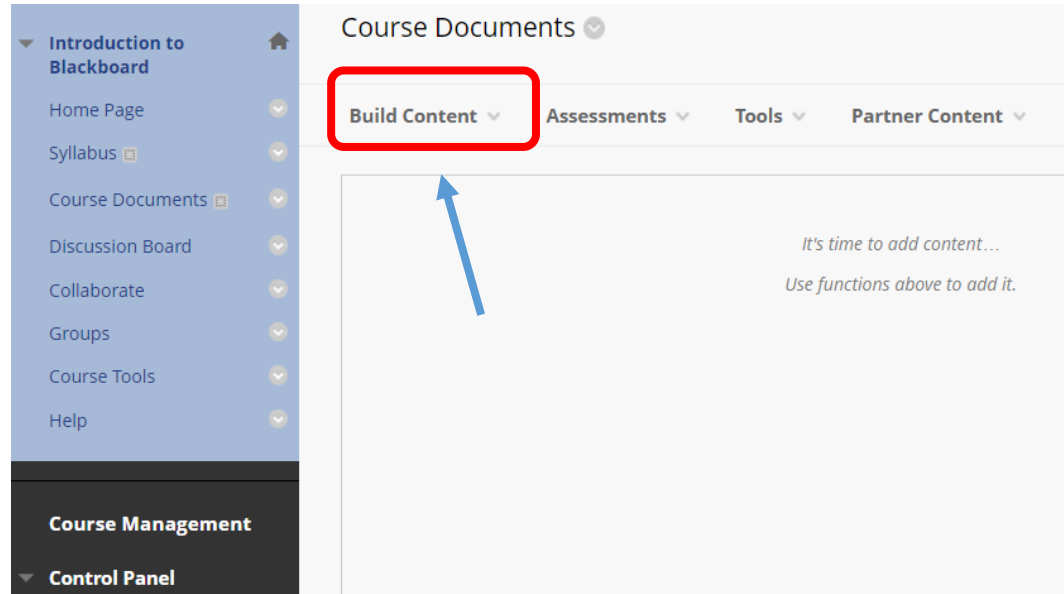 Introduction to
Blackboard
Home Page
Syllabus
Course Documents
Discussion Board
Collaborate
Groups
Course Tools
Help
Course Management
Control Panel
Course Documents
Build Content
Assessments
Tools
Partner Content
It's time to add content…
Use functions above to add it.